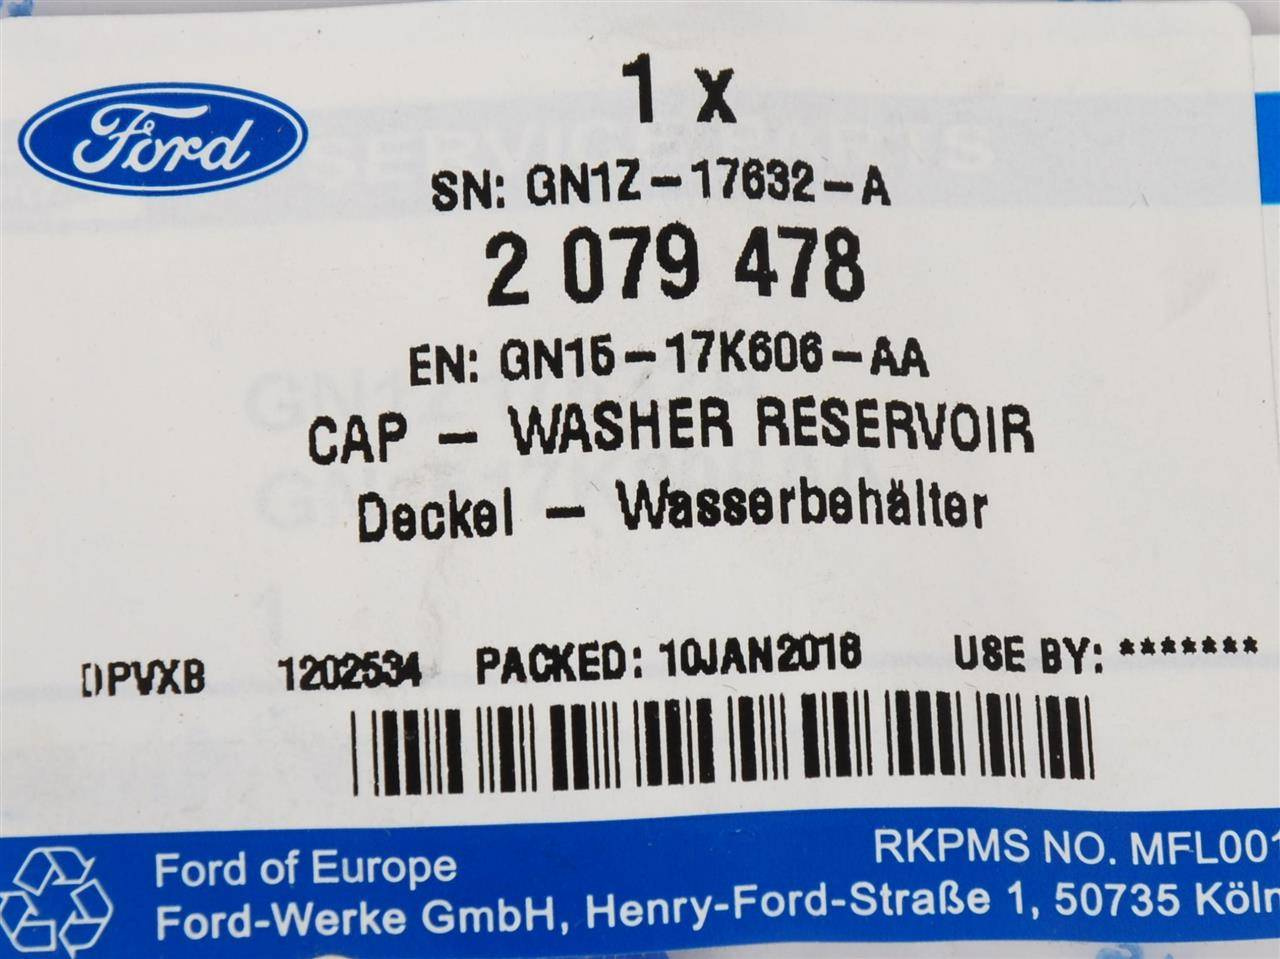 Ford
1 x
SN: GN1Z-17632-A
2 079 478
EN: GN15-17K606-AA
CAP - WASHER RESERVOIR
Deckel - Wasserbehälter
DPVXB 1202534 PACKED: 10JAN2018 USE BY: *******
Ford of Europe
RKPMS NO. MFL001
Ford-Werke GmbH, Henry-Ford-Straße 1, 50735 Köln